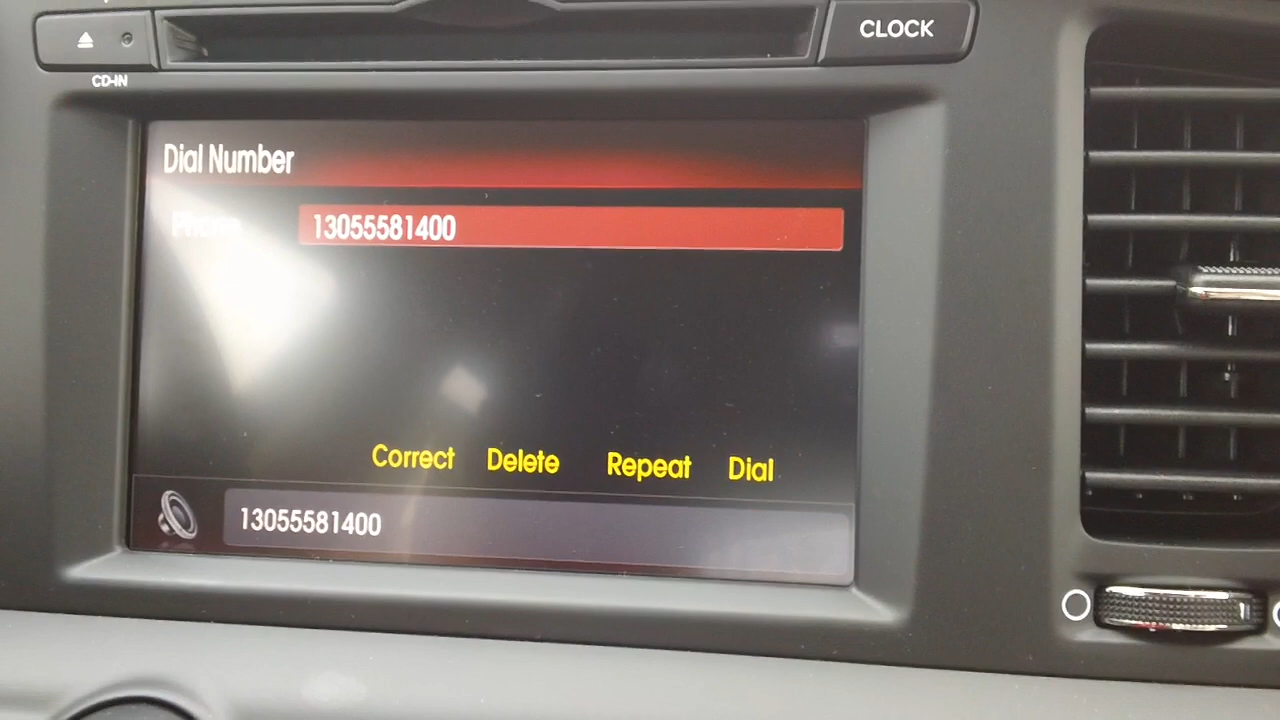 CLOCK
CD-IN
Dial Number
Phone 13055581400
Correct Delete Repeat Dial
13055581400